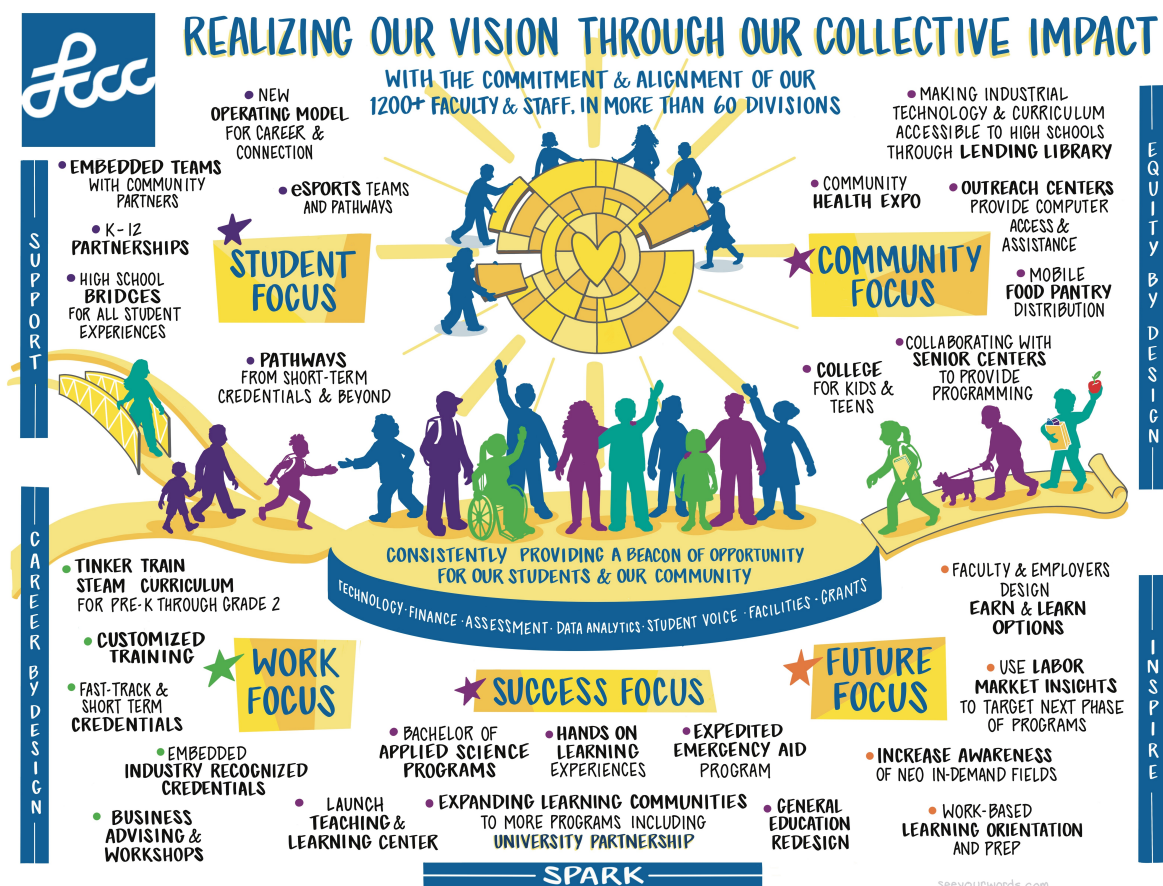 lccc
REALIZING OUR VISION THROUGH OUR COLLECTIVE IMPACT
WITH THE COMMITMENT & ALIGNMENT OF OUR
1200+ FACULTY & STAFF, IN MORE THAN 60 DIVISIONS
SUPPORT
• NEW
OPERATING MODEL
FOR CAREER &
CONNECTION
• EMBEDDED TEAMS
WITH COMMUNITY
PARTNERS
• eSPORTS TEAMS
AND PATHWAYS
• K-12
PARTNERSHIPS
STUDENT
FOCUS
• HIGH SCHOOL
BRIDGES
FOR ALL STUDENT
EXPERIENCES
• PATHWAYS
FROM SHORT-TERM
CREDENTIALS & BEYOND
EQUITY BY DESIGN
• MAKING INDUSTRIAL
TECHNOLOGY & CURRICULUM
ACCESSIBLE TO HIGH SCHOOLS
THROUGH LENDING LIBRARY
• COMMUNITY
HEALTH EXPO
• OUTREACH CENTERS
PROVIDE COMPUTER
ACCESS &
ASSISTANCE
COMMUNITY
FOCUS
• MOBILE
FOOD PANTRY
DISTRIBUTION
• COLLABORATING WITH
SENIOR CENTERS
TO PROVIDE
PROGRAMMING
• COLLEGE
FOR KIDS &
TEENS
CONSISTENTLY PROVIDING A BEACON OF OPPORTUNITY
FOR OUR STUDENTS & OUR COMMUNITY
TECHNOLOGY · FINANCE · ASSESSMENT · DATA ANALYTICS · STUDENT VOICE · FACILITIES · GRANTS
CAREER BY DESIGN
• TINKER TRAIN
STEAM CURRICULUM
FOR PRE-K THROUGH GRADE 2
• CUSTOMIZED
TRAINING
WORK
FOCUS
• FAST-TRACK &
SHORT TERM
CREDENTIALS
• EMBEDDED
INDUSTRY RECOGNIZED
CREDENTIALS
• BUSINESS
ADVISING &
WORKSHOPS
SUCCESS FOCUS
• BACHELOR OF
APPLIED SCIENCE
PROGRAMS
• HANDS ON
LEARNING
EXPERIENCES
• EXPEDITED
EMERGENCY AID
PROGRAM
• LAUNCH
TEACHING &
LEARNING CENTER
• EXPANDING LEARNING COMMUNITIES
TO MORE PROGRAMS INCLUDING
UNIVERSITY PARTNERSHIP
• GENERAL
EDUCATION
REDESIGN
INSPIRE
• FACULTY & EMPLOYERS
DESIGN
EARN & LEARN
OPTIONS
FUTURE
FOCUS
• USE LABOR
MARKET INSIGHTS
TO TARGET NEXT PHASE
OF PROGRAMS
• INCREASE AWARENESS
OF NEO IN-DEMAND FIELDS
• WORK-BASED
LEARNING ORIENTATION
AND PREP
SPARK
seeyourwords.com